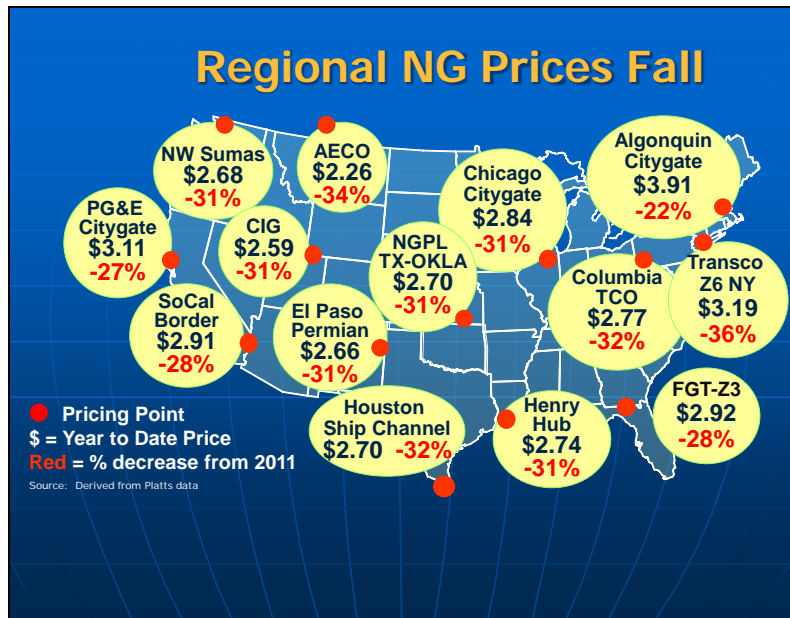 Regional NG Prices Fall
NW Sumas
$2.68
-31%
AECO
$2.26
-34%
Chicago
Citygate
$2.84
-31%
Algonquin
Citygate
$3.91
-22%
PG&E
Citygate
$3.11
-27%
CIG
$2.59
-31%
NGPL
TX-OKLA
$2.70
-31%
Columbia
TCO
$2.77
-32%
Transco
Z6 NY
$3.19
-36%
SoCal
Border
$2.91
-28%
El Paso
Permian
$2.66
-31%
Houston
Ship Channel
$2.70 -32%
Henry
Hub
$2.74
-31%
FGT-Z3
$2.92
-28%
Pricing Point
$ = Year to Date Price
Red = % decrease from 2011
Source: Derived from Platts data